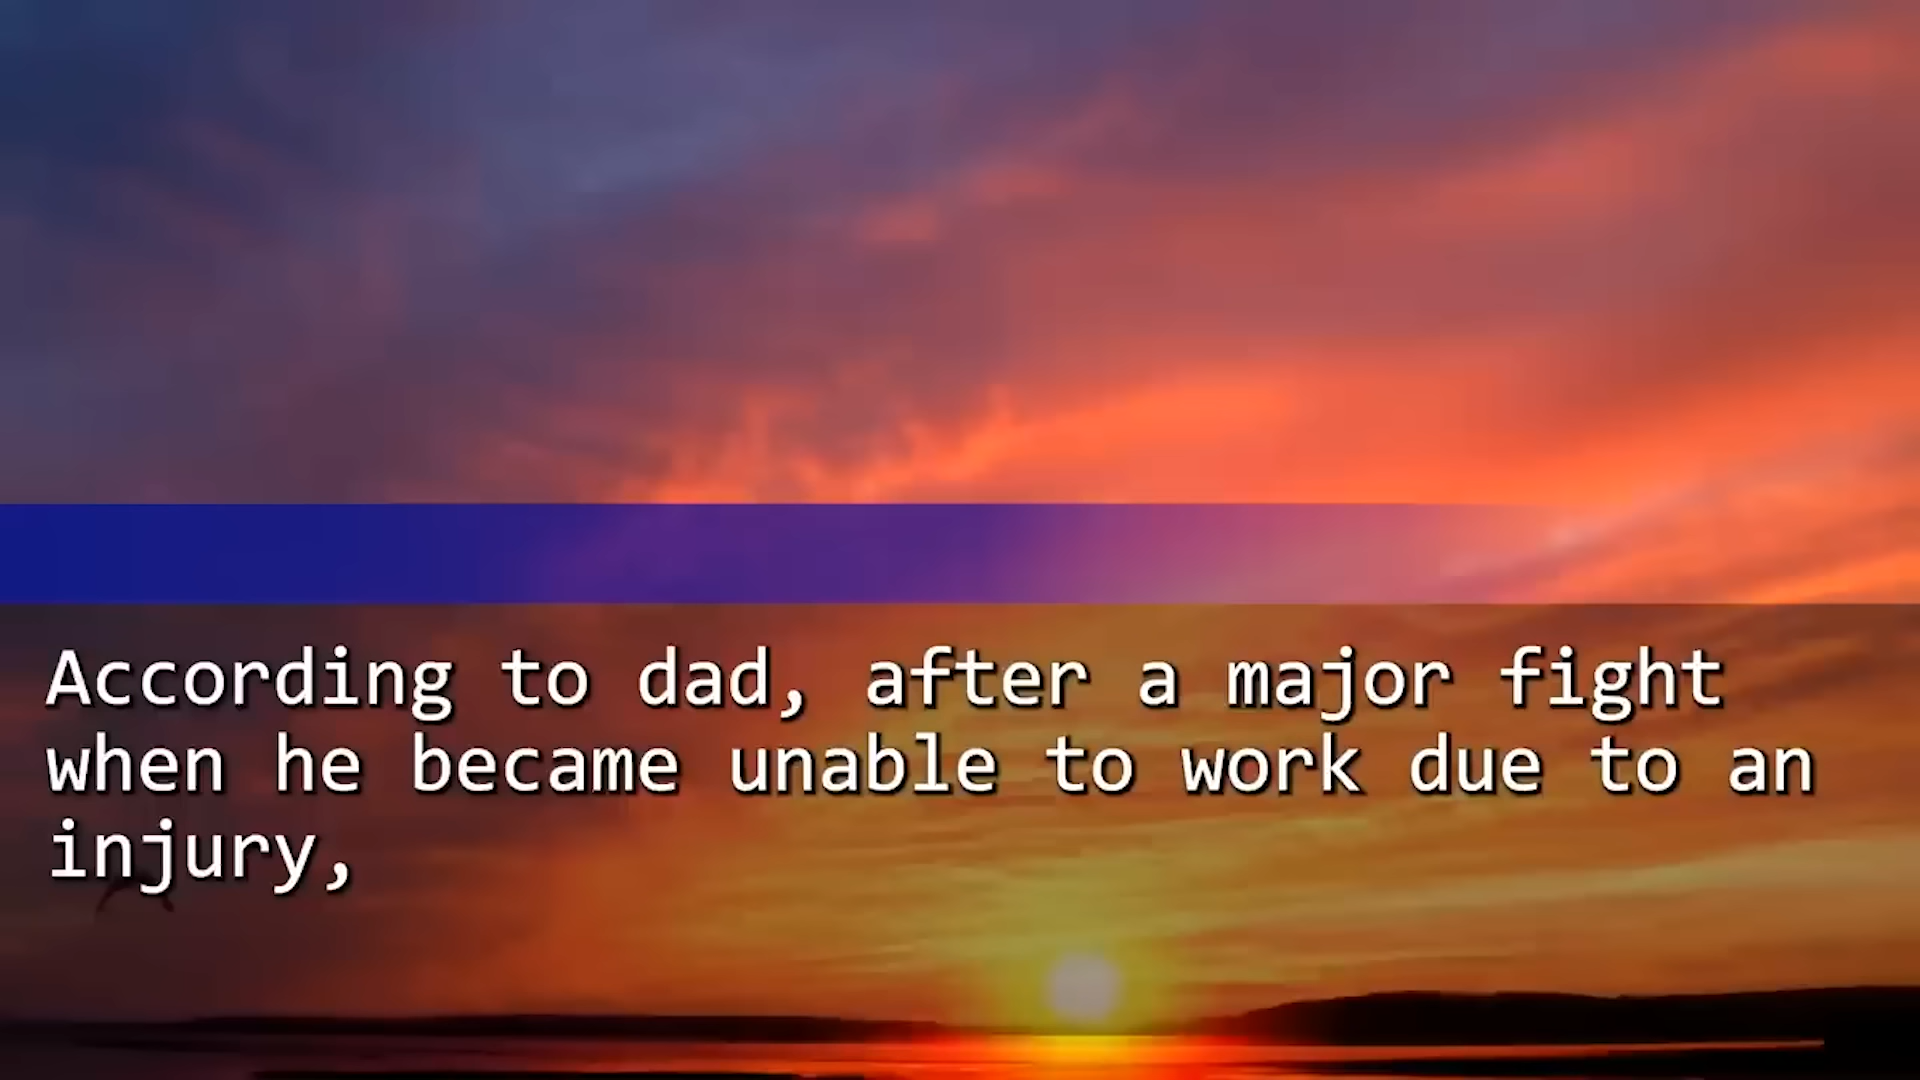 According to dad, after a major fight
when he became unable to work due to an
injury,